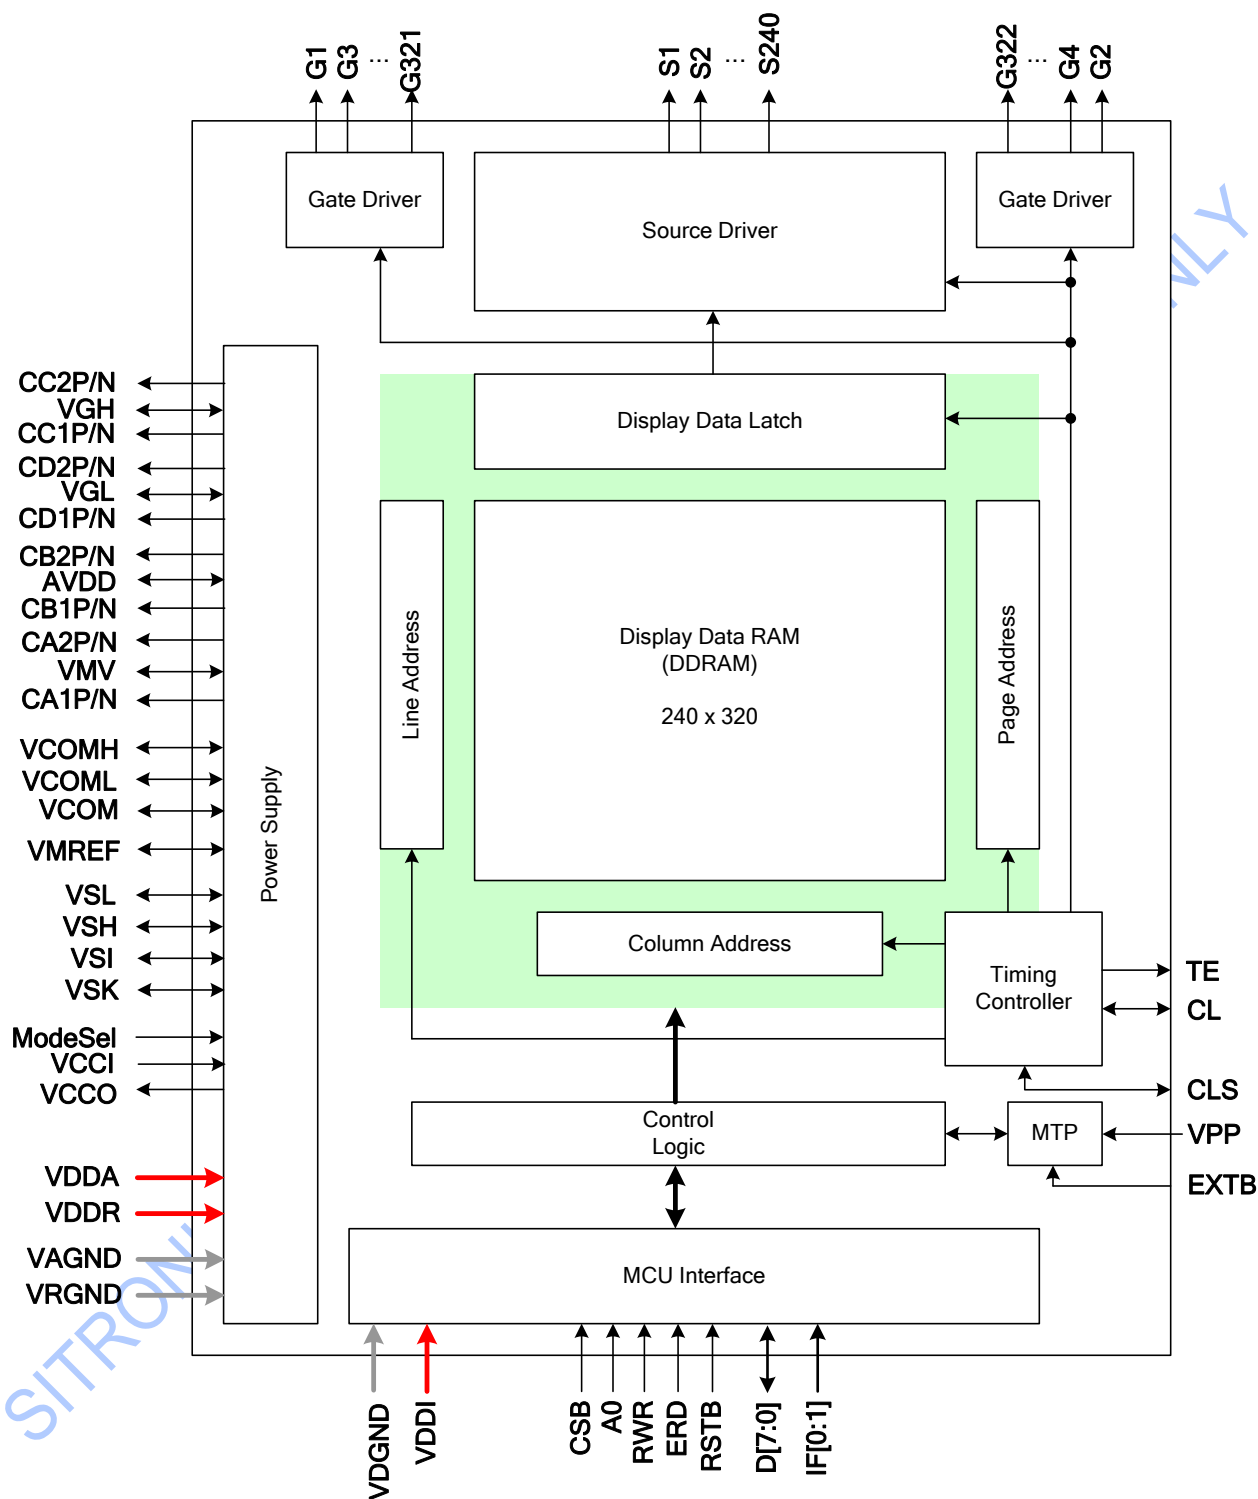 G1
G3
...
G321
S1
S2
...
S240
G322
...
G4
G2
Gate Driver
Source Driver
Gate Driver
CC2P/N
VGH
CC1P/N
CD2P/N
VGL
CD1P/N
CB2P/N
AVDD
CB1P/N
CA2P/N
VMV
CA1P/N
VCOMH
VCOML
VCOM
VMREF
VSL
VSH
VSI
VSK
ModeSel
VCCI
VCCO
VDDA
VDDR
VAGND
VRGND
Power Supply
Display Data Latch
Line Address
Display Data RAM
(DDRAM)
240 x 320
Page Address
Column Address
Timing
Controller
TE
CL
CLS
VPP
EXTB
Control
Logic
MTP
MCU Interface
VDGND
VDDI
CSB
A0
RWR
ERD
RSTB
D[7:0]
IF[0:1]